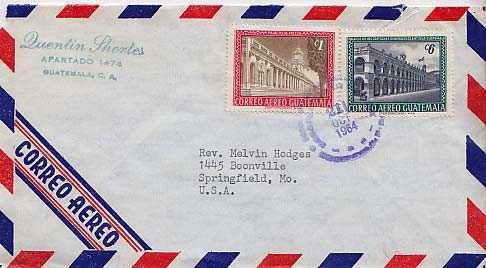 Quentin Shortes
APARTADO 1474
GUATEMALA, C. A.
CORREO AEREO GUATEMALA
CORREO AEREO GUATEMALA
OCT
1964
Rev. Melvin Hodges
1445 Boonville
Springfield, Mo.
U.S.A.
CORREO AEREO